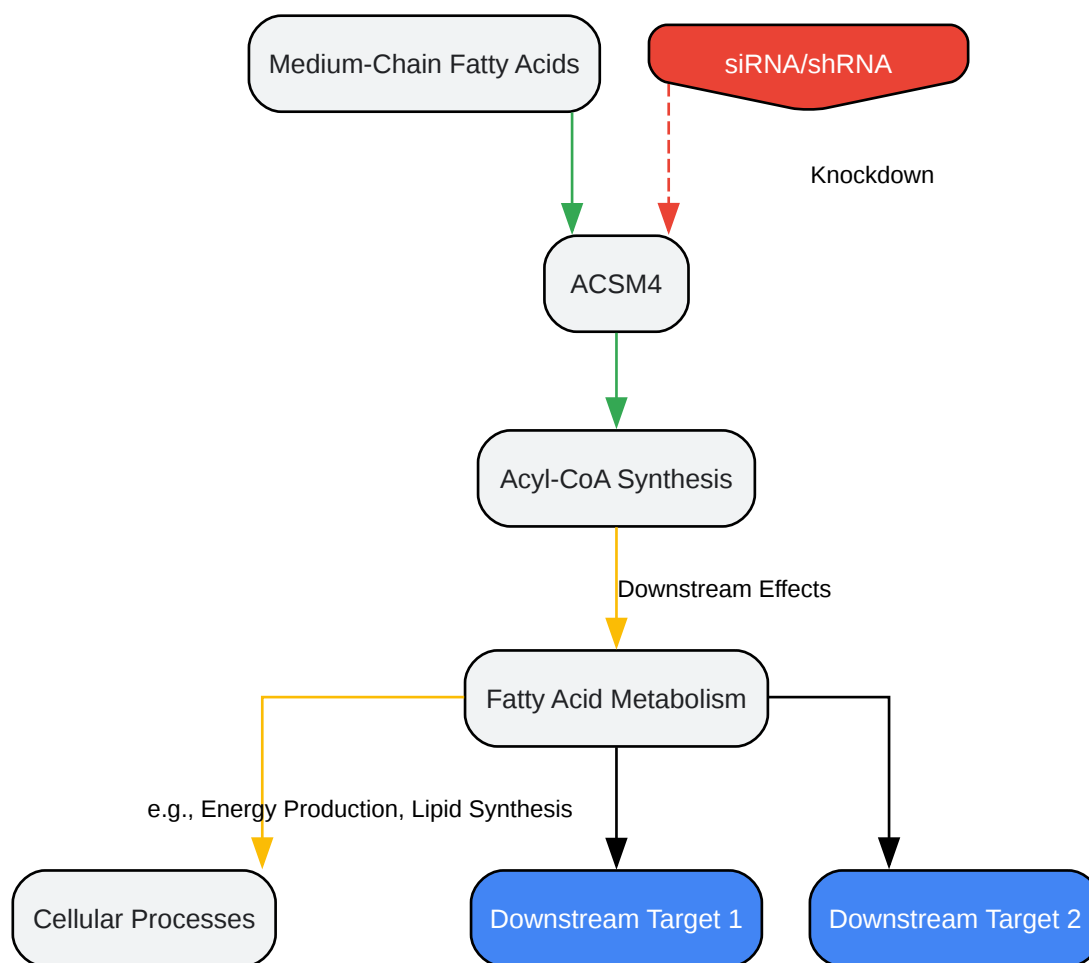 Medium-Chain Fatty Acids
siRNA/shRNA
Knockdown
ACSM4
Acyl-CoA Synthesis
Downstream Effects
Fatty Acid Metabolism
e.g., Energy Production, Lipid Synthesis
Cellular Processes
Downstream Target 1
Downstream Target 2